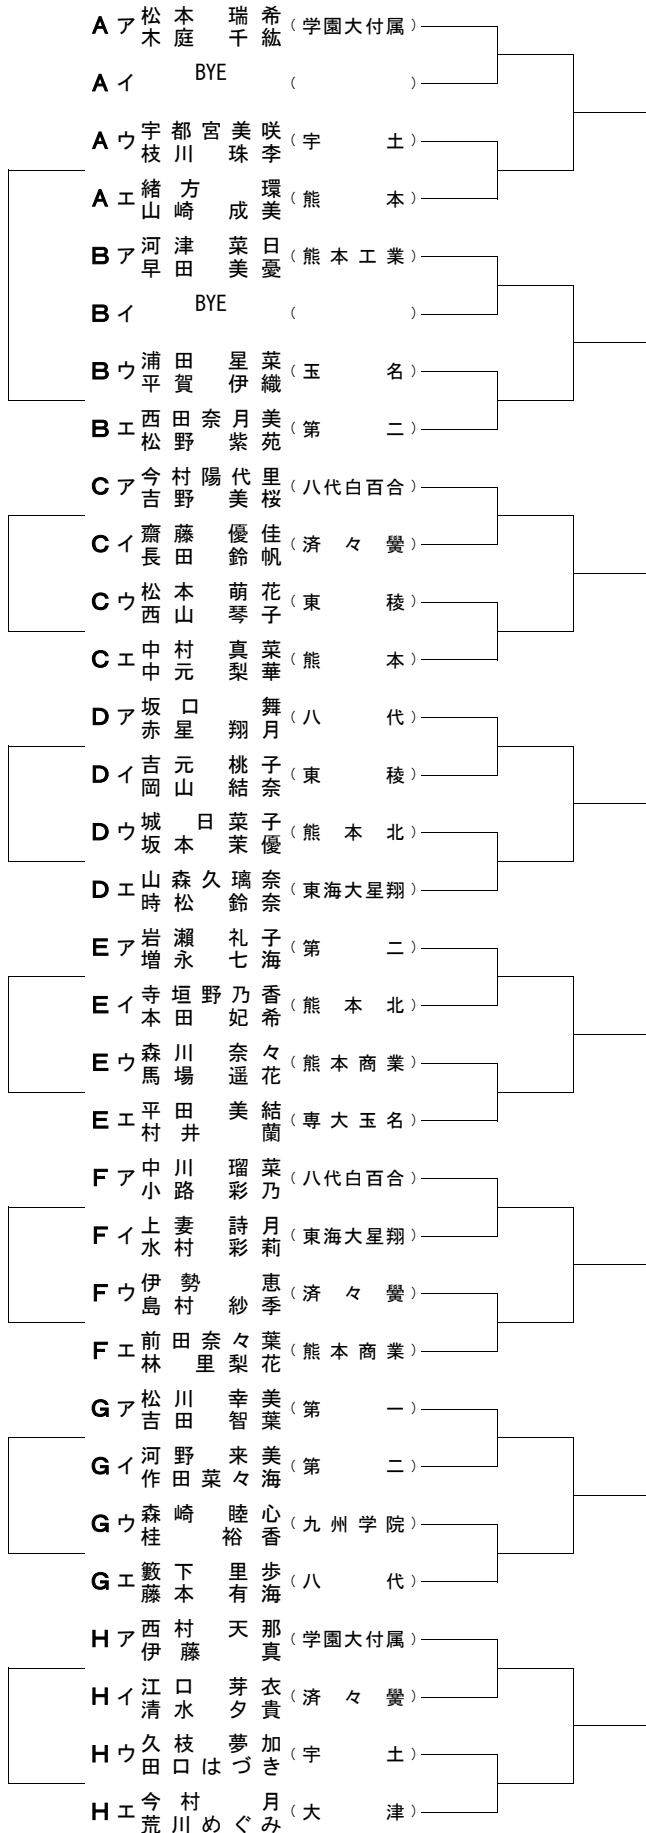 A ア 松本 瑞希 (学園大付属)
木庭 千紘
A イ BYE ( )
A ウ 宇都宮美咲 (宇土)
枝川 珠李
A エ 緒方 環 (熊本)
山崎 成美
B ア 河津 菜日 (熊本工業)
早田 美憂
B イ BYE ( )
B ウ 浦田 星菜 (玉名)
平賀 伊織
B エ 西田奈月美 (第二)
松野 紫苑
C ア 今村陽代里 (八代白百合)
吉野 美桜
C イ 齋藤 優佳 (済々黌)
長田 鈴帆
C ウ 松本 萌花 (東稜)
西山 琴子
C エ 中村 真菜 (熊本)
中元 梨華
D ア 坂口 舞 (八代)
赤星 翔月
D イ 吉元 桃子 (東稜)
岡山 結奈
D ウ 城 日菜子 (熊本北)
坂本 茉優
D エ 山森久璃奈 (東海大星翔)
時松 鈴奈
E ア 岩瀬 礼子 (第二)
増永 七海
E イ 寺垣野乃香 (熊本北)
本田 妃希
E ウ 森川 奈々 (熊本商業)
馬場 遥花
E エ 平田 美結 (専大玉名)
村井 蘭
F ア 中川 瑠菜 (八代白百合)
小路 彩乃
F イ 上妻 詩月 (東海大星翔)
水村 彩莉
F ウ 伊勢 恵 (済々黌)
島村 紗季
F エ 前田奈々葉 (熊本商業)
林 里梨花
G ア 松川 幸美 (第一)
吉田 智葉
G イ 河野 来美 (第二)
作田菜々海
G ウ 森崎 睦心 (九州学院)
桂 裕香
G エ 籔下 里歩 (八代)
藤本 有海
H ア 西村 天那 (学園大付属)
伊藤 真
H イ 江口 芽衣 (済々黌)
清水 夕貴
H ウ 久枝 夢加 (宇土)
田口はづき
H エ 今村 月 (大津)
荒川めぐみ